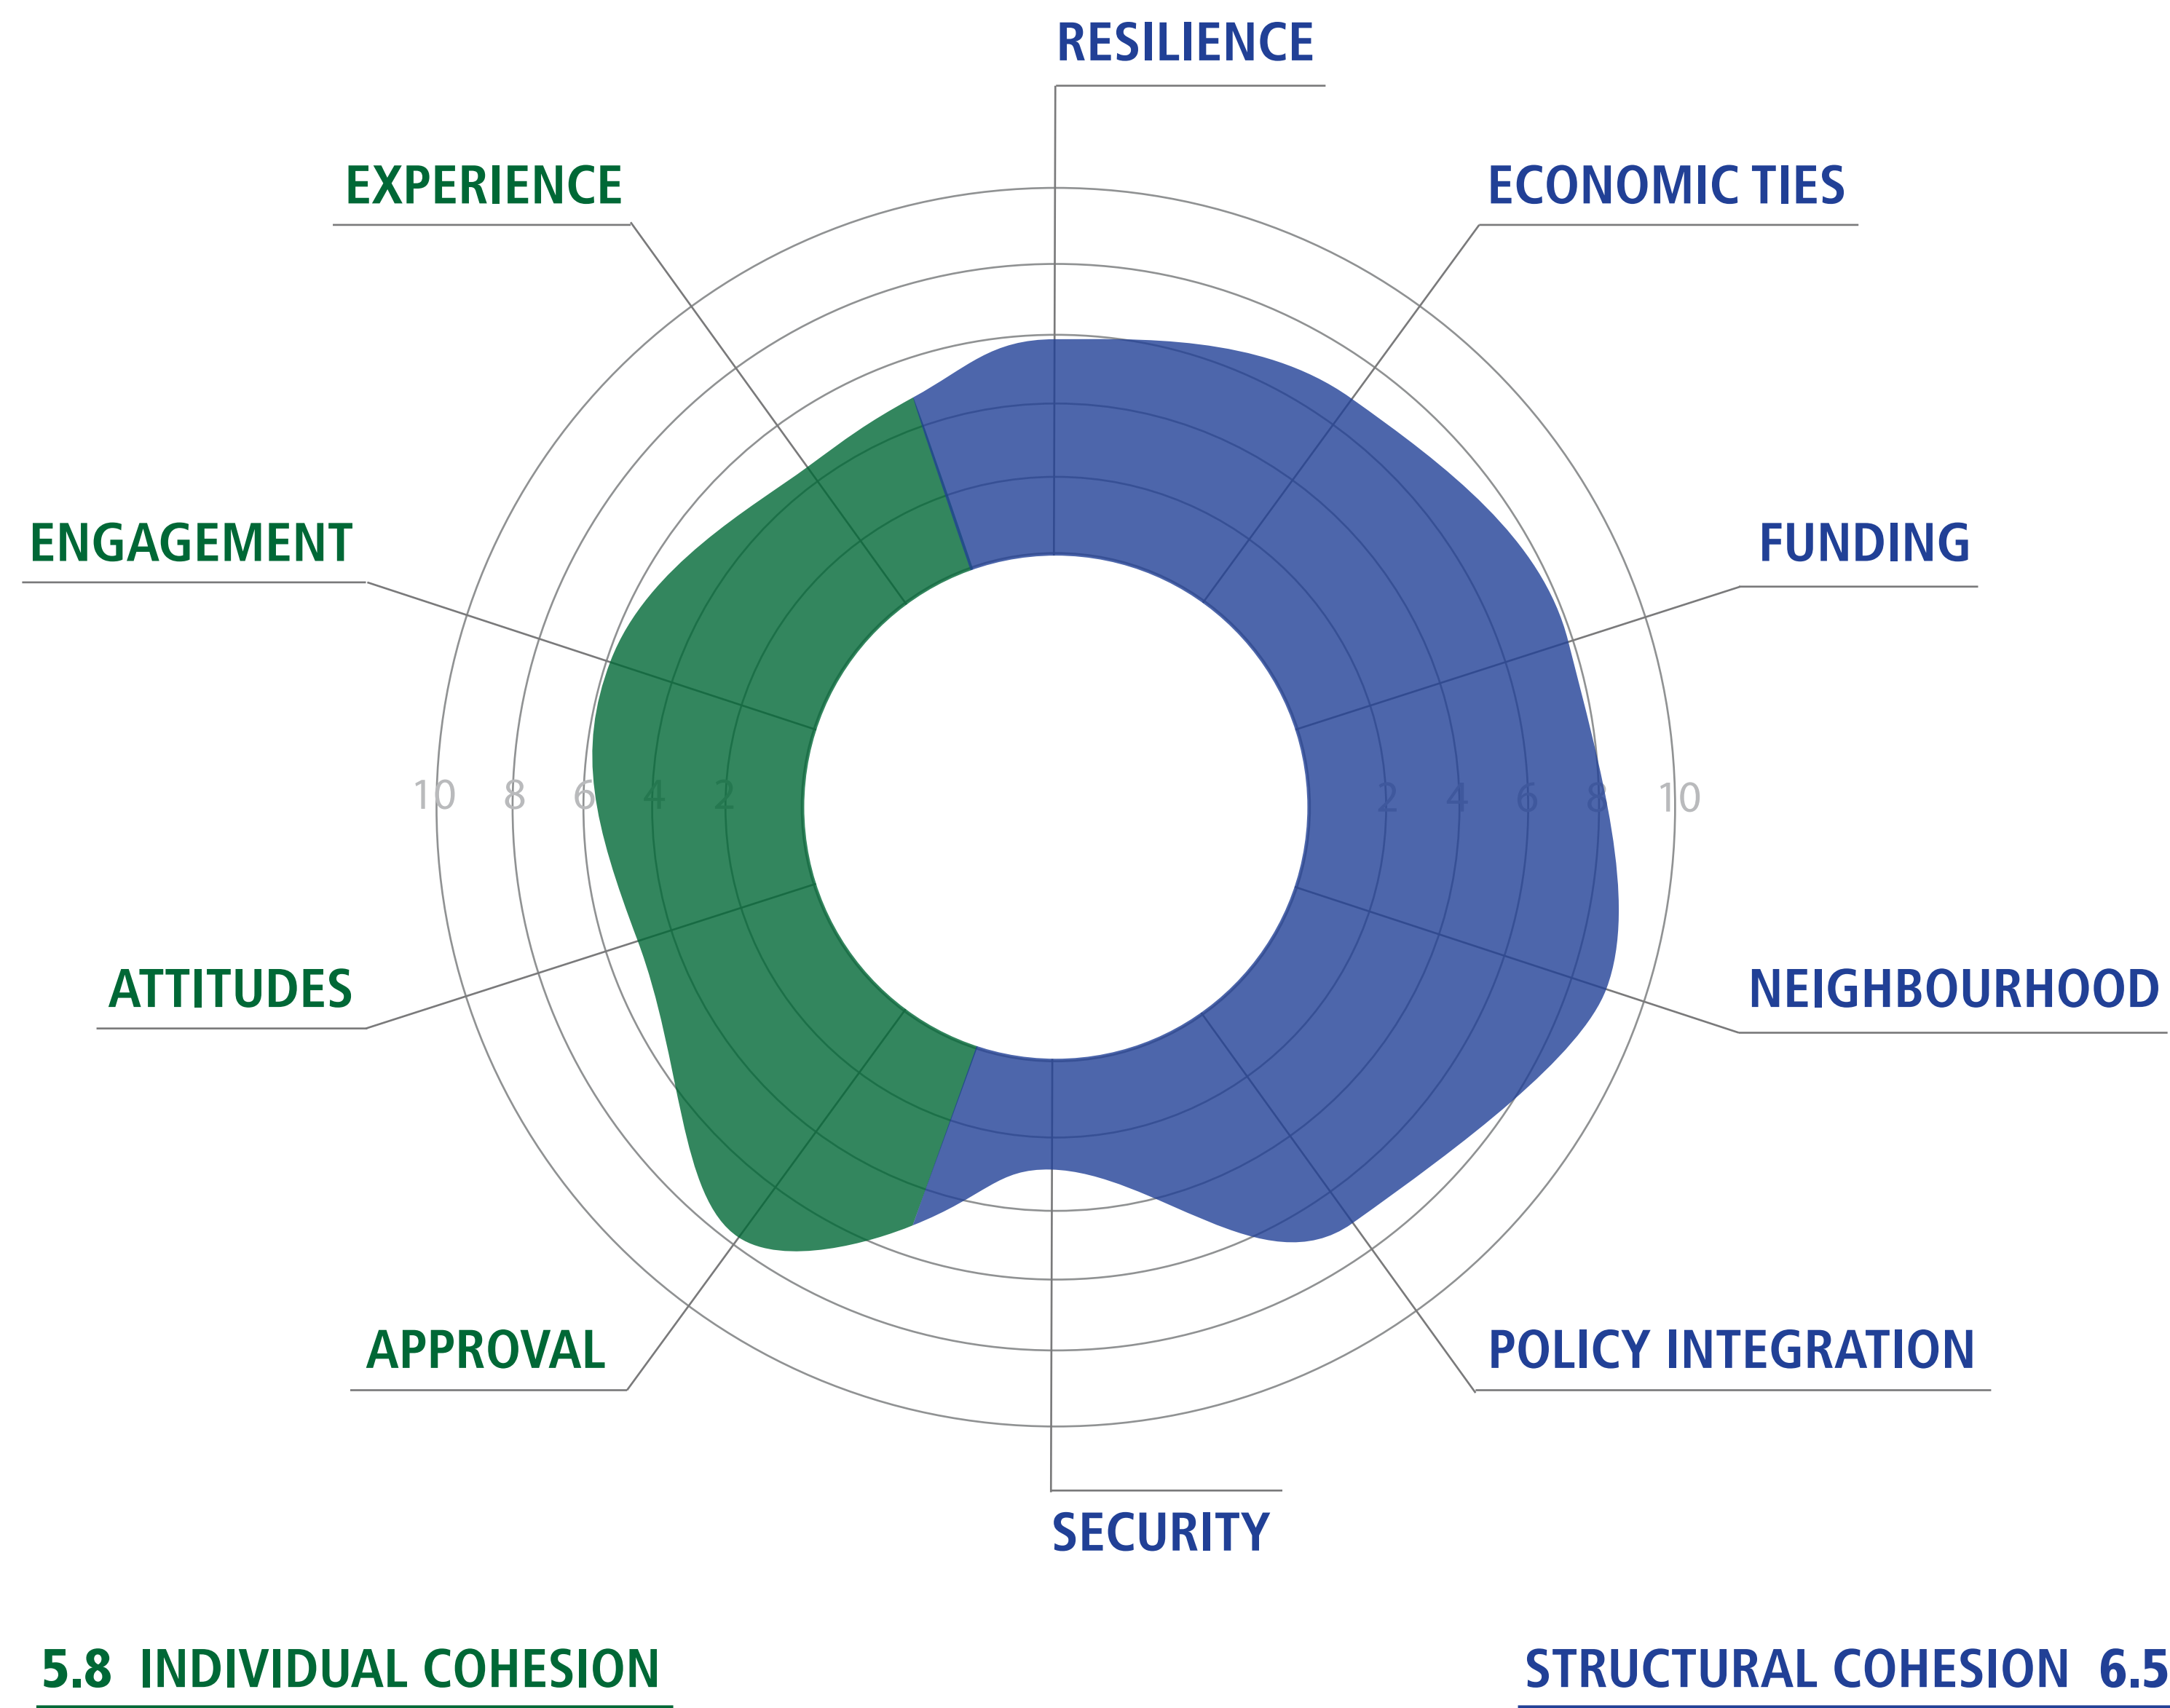 RESILIENCE
EXPERIENCE
ECONOMIC TIES
ENGAGEMENT
FUNDING
10 8 6 4 2 2 4 6 8 10
ATTITUDES
NEIGHBOURHOOD
APPROVAL
POLICY INTEGRATION
SECURITY
5.8 INDIVIDUAL COHESION
STRUCTURAL COHESION 6.5